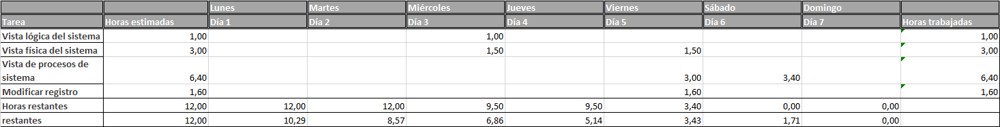 Lunes Martes Miércoles Jueves Viernes Sábado Domingo
Tarea Horas estimadas Día 1 Día 2 Día 3 Día 4 Día 5 Día 6 Día 7 Horas trabajadas
Vista lógica del sistema 1,00 1,00 1,00
Vista física del sistema 3,00 1,50 1,50 3,00
Vista de procesos de
sistema 6,40 3,00 3,40 6,40
Modificar registro 1,60 1,60 1,60
Horas restantes 12,00 12,00 12,00 9,50 9,50 3,40 0,00 0,00
restantes 12,00 10,29 8,57 6,86 5,14 3,43 1,71 0,00